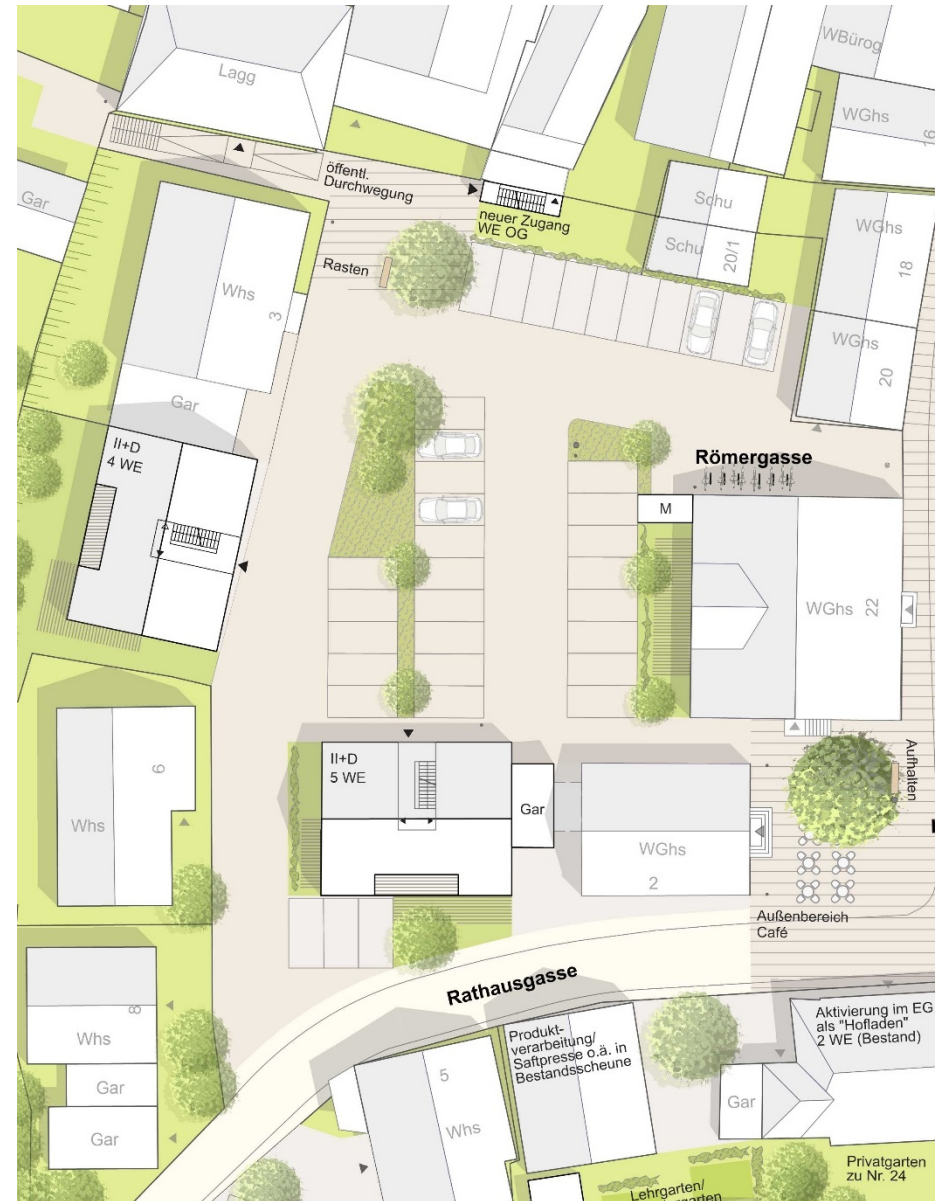 Lagg
WBürog
WGhs
16
öffentl.
Durchwegung
Gar
neuer Zugang
WE OG
Schu
Schu
20/1
WGhs
18
Rasten
Whs
3
WGhs
20
Gar
II+D
4 WE
Römergasse
M
WGhs
22
6
Whs
II+D
5 WE
Gar
WGhs
2
Aufhalten
Außenbereich
Café
Rathausgasse
8
Whs
Gar
Gar
5
Whs
Produkt-
verarbeitung/
Saftpresse o.ä. in
Bestandsscheune
Aktivierung im EG
als "Hofladen"
2 WE (Bestand)
Gar
Privatgarten
zu Nr. 24
Lehrgarten/